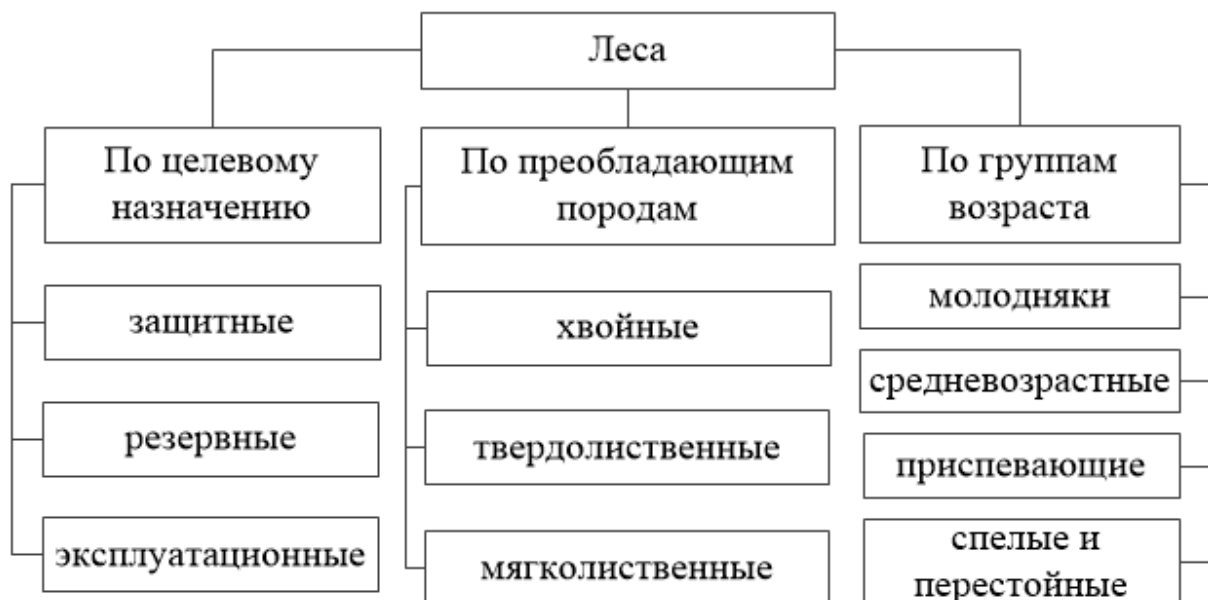 Леса
По целевому
назначению
защитные
резервные
эксплуатационные
По преобладающим
породам
хвойные
твердолиственные
мягколиственные
По группам
возраста
молодняки
средневозрастные
приспевающие
спелые и
перестойные